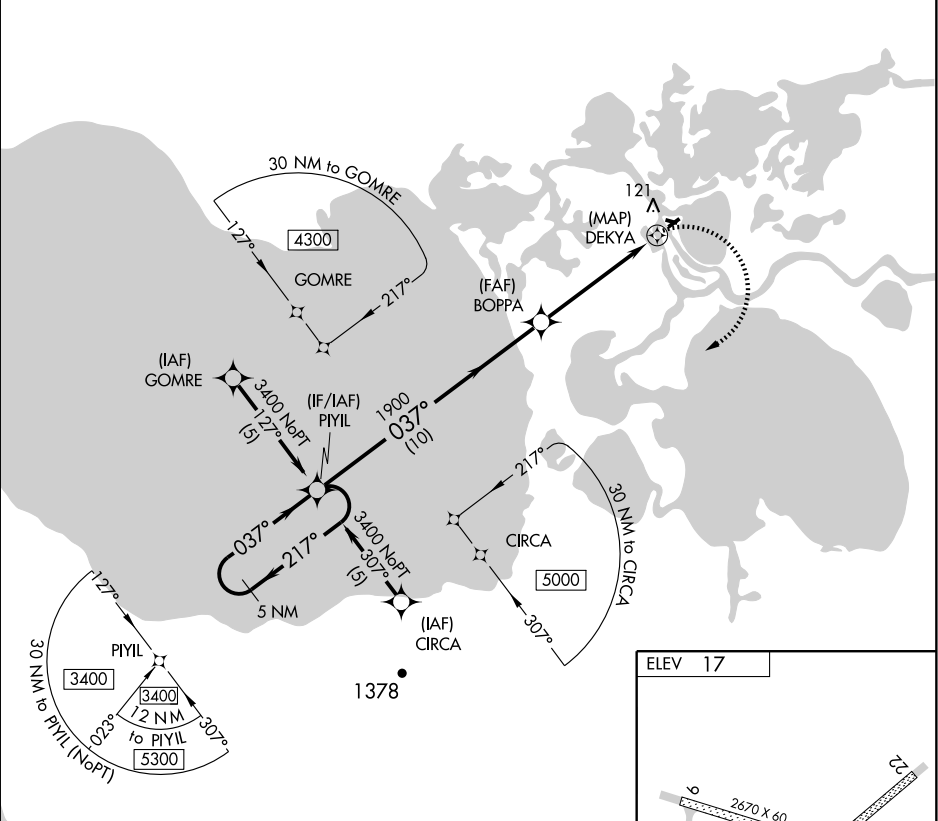 30 NM to GOMRE
127°
4300
217°
GOMRE
121
(MAP)
DEKYA
(FAF)
BOPPA
(IAF)
GOMRE
3400 NoPT
127°
(5)
(IF/IAF)
PIYIL
1900
037°
(10)
037°
217°
5 NM
3400 NoPT
307°
(5)
(IAF)
CIRCA
1378
217°
CIRCA
5000
307°
30 NM to CIRCA
127°
PIYIL
3400
3400
12 NM
to PIYIL
5300
023°
307°
30 NM to PIYIL (NoPT)
ELEV 17
9
2670 X 60
22